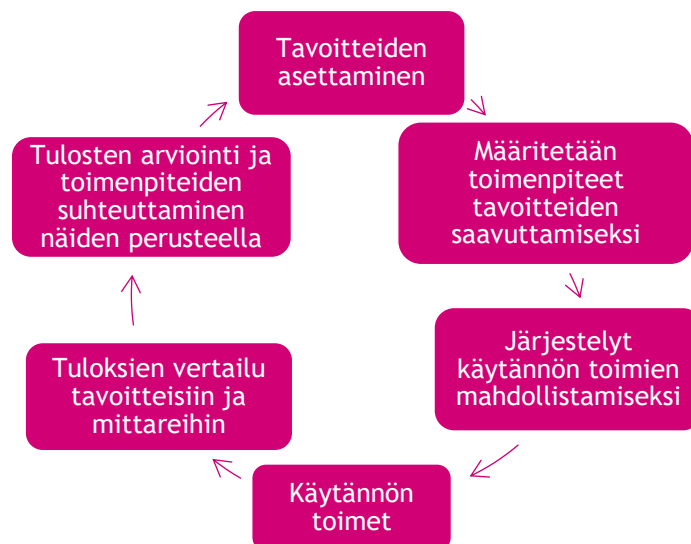 Tavoitteiden
asettaminen
Määritetään
toimenpiteet
tavoitteiden
saavuttamiseksi
Järjestelyt
käytännön toimien
mahdollistamiseksi
Käytännön
toimet
Tuloksien vertailu
tavoitteisiin ja
mittareihin
Tulosten arviointi ja
toimenpiteiden
suhteuttaminen
näiden perusteella